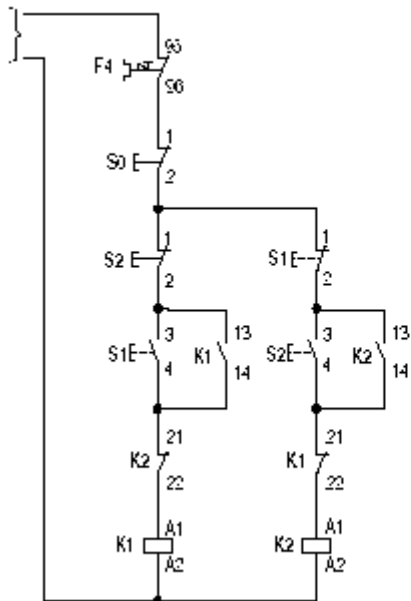 95
F4
96
1
S0
2
1 1
S2 S1
2 2
3 13 3 13
S1 K1 S2 K2
4 14 4 14
21 21
K2 K1
22 22
A1 A1
K1 K2
A2 A2